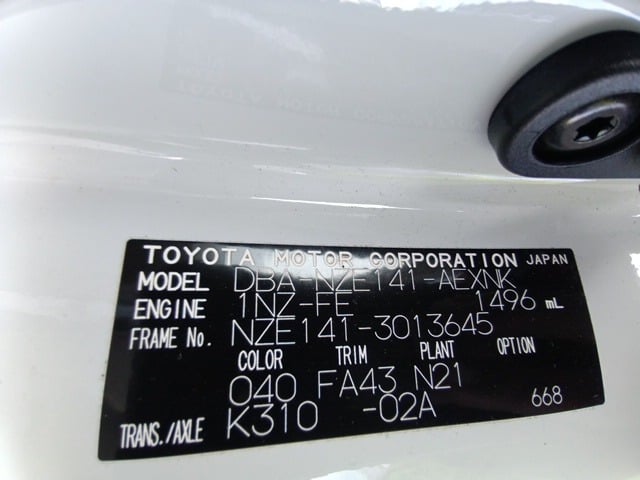 TOYOTA MOTOR CORPORATION JAPAN
MODEL DBA-NZE141-AEXNK
ENGINE 1NZ-FE 1496 mL
FRAME No. NZE141-3013645
COLOR TRIM PLANT OPTION
040 FA43 N21
TRANS./AXLE K310 -02A 668